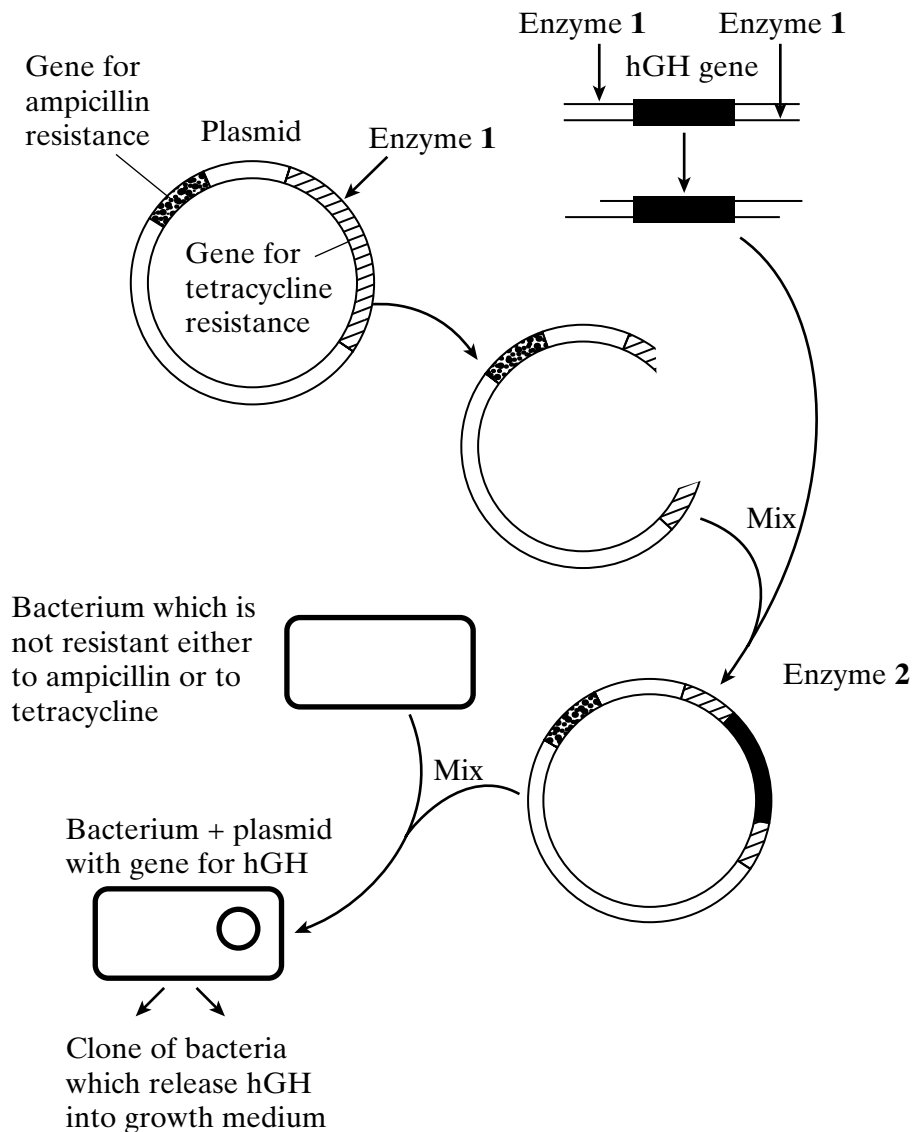 Enzyme 1
Enzyme 1
hGH gene
Gene for
ampicillin
resistance
Plasmid
Enzyme 1
Gene for
tetracycline
resistance
Mix
Bacterium which is
not resistant either
to ampicillin or to
tetracycline
Enzyme 2
Mix
Bacterium + plasmid
with gene for hGH
Clone of bacteria
which release hGH
into growth medium